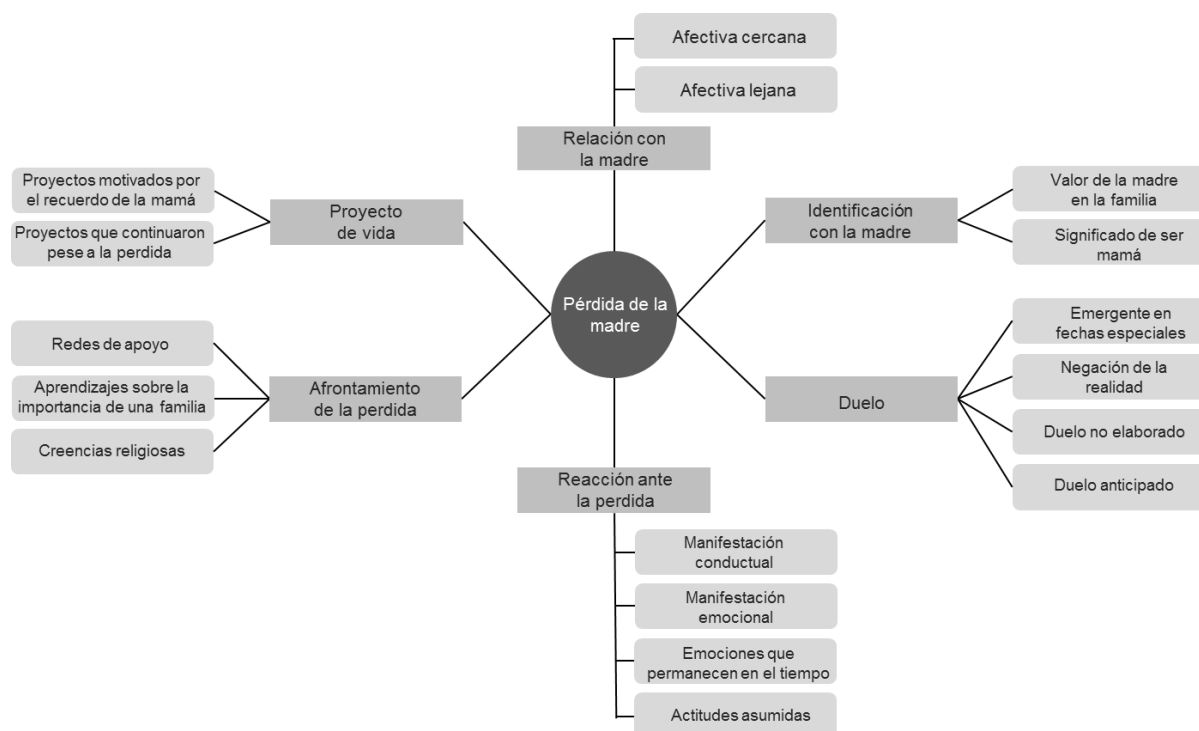 Afectiva cercana
Afectiva lejana
Relación con
la madre
Proyectos motivados por
el recuerdo de la mamá
Proyectos que continuaron
pese a la perdida
Proyecto
de vida
Identificación
con la madre
Valor de la madre
en la familia
Significado de ser
mamá
Pérdida de la
madre
Redes de apoyo
Aprendizajes sobre la
importancia de una familia
Creencias religiosas
Afrontamiento
de la perdida
Duelo
Emergente en
fechas especiales
Negación de la
realidad
Duelo no elaborado
Duelo anticipado
Reacción ante
la perdida
Manifestación
conductual
Manifestación
emocional
Emociones que
permanecen en el tiempo
Actitudes asumidas